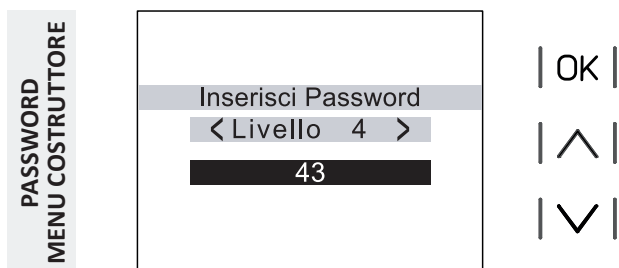 PASSWORD
MENU COSTRUTTORE
Inserisci Password
<Livello 4 >
43
OK